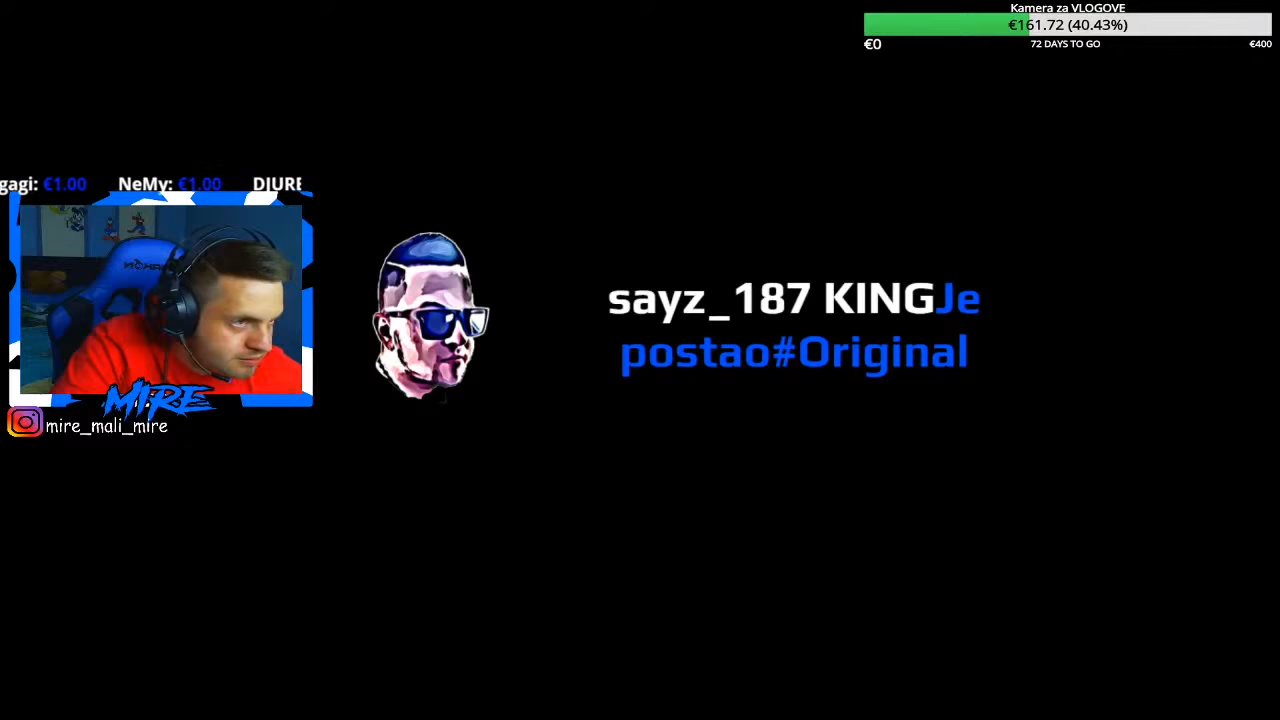 Kamera za VLOGOVE
€161.72 (40.43%)
€0 72 DAYS TO GO €400
gagi: €1.00 NeMy: €1.00 DJURE
sayz_187 KINGJe
postao#Original
MIRE
mire_mali_mire